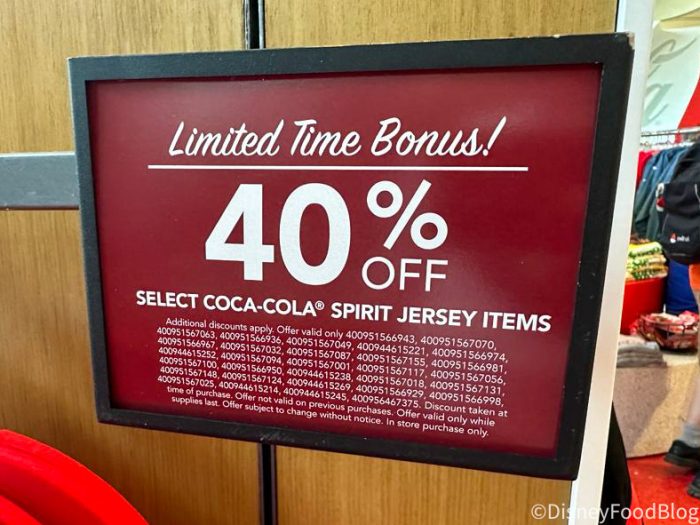 Limited Time Bonus!
40% OFF
SELECT COCA-COLA® SPIRIT JERSEY ITEMS
Additional discounts apply. Offer valid only 400951566943, 400951567070,
400951567063, 400951566936, 400951567049, 400944615221, 400951566974,
400951566967, 400951567032, 400951567087, 400951567155, 400951566981,
400944615252, 400951567094, 400951567001, 400951567117, 400951567056,
400951567100, 400951566950, 400944615238, 400951567018, 400951567131,
400951567148, 400951567124, 400944615269, 400951566929, 400951566998,
400951567025, 400944615214, 400944615245, 400956467375. Discount taken at
time of purchase. Offer not valid on previous purchases. Offer valid only while
supplies last. Offer subject to change without notice. In store purchase only.
©DisneyFoodBlog